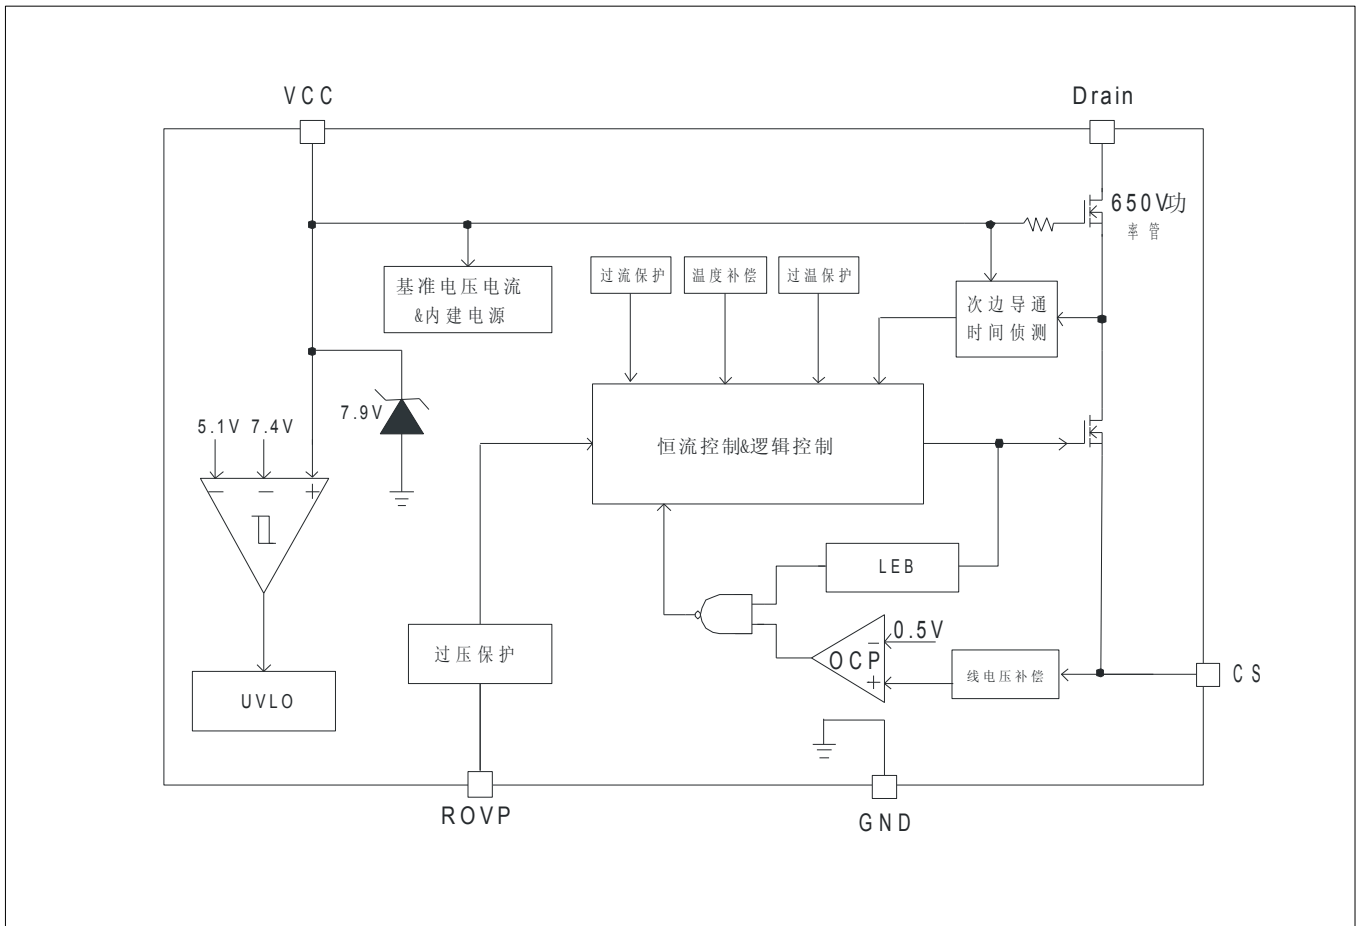 VCC
Drain
650V功
率管
过流保护
温度补偿
过温保护
基准电压电流
&内建电源
次边导通
时间侦测
7.9V
5.1V
7.4V
恒流控制&逻辑控制
LEB
0.5V
OCP
过压保护
线电压补偿
CS
UVLO
ROVP
GND